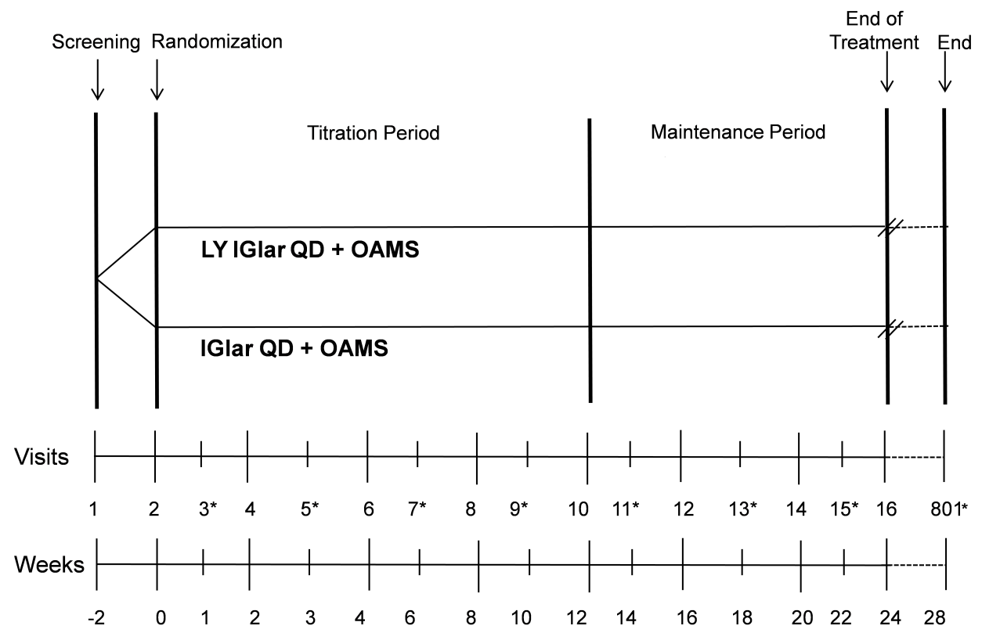 End of
Screening Randomization Treatment End
Titration Period Maintenance Period
LY IGlar QD + OAMS
IGlar QD + OAMS
Visits
1 2 3* 4 5* 6 7* 8 9* 10 11* 12 13* 14 15* 16 801*
Weeks
-2 0 1 2 3 4 6 8 10 12 14 16 18 20 22 24 28